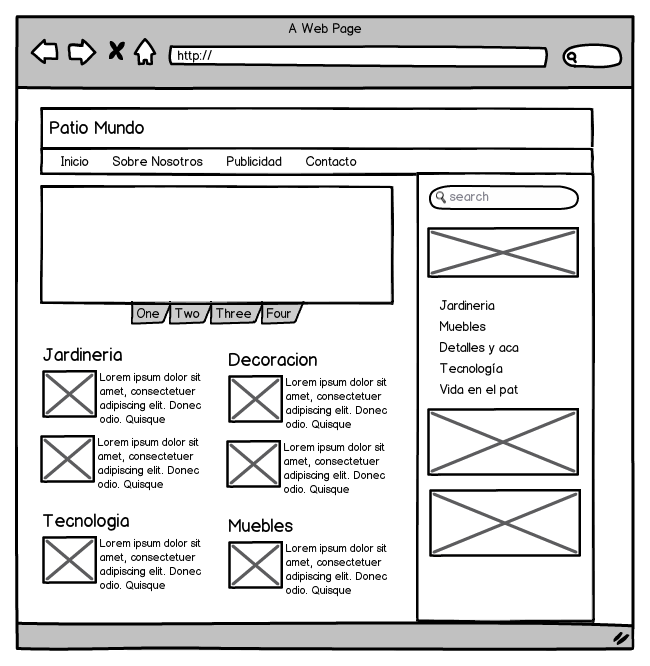 A Web Page
http://
Patio Mundo
Inicio Sobre Nosotros Publicidad Contacto
search
One Two Three Four
Jardineria
Muebles
Detalles y aca
Tecnología
Vida en el pat
Jardineria
Lorem ipsum dolor sit
amet, consectetuer
adipiscing elit. Donec
odio. Quisque
Lorem ipsum dolor sit
amet, consectetuer
adipiscing elit. Donec
odio. Quisque
Decoracion
Lorem ipsum dolor sit
amet, consectetuer
adipiscing elit. Donec
odio. Quisque
Lorem ipsum dolor sit
amet, consectetuer
adipiscing elit. Donec
odio. Quisque
Tecnologia
Lorem ipsum dolor sit
amet, consectetuer
adipiscing elit. Donec
odio. Quisque
Muebles
Lorem ipsum dolor sit
amet, consectetuer
adipiscing elit. Donec
odio. Quisque